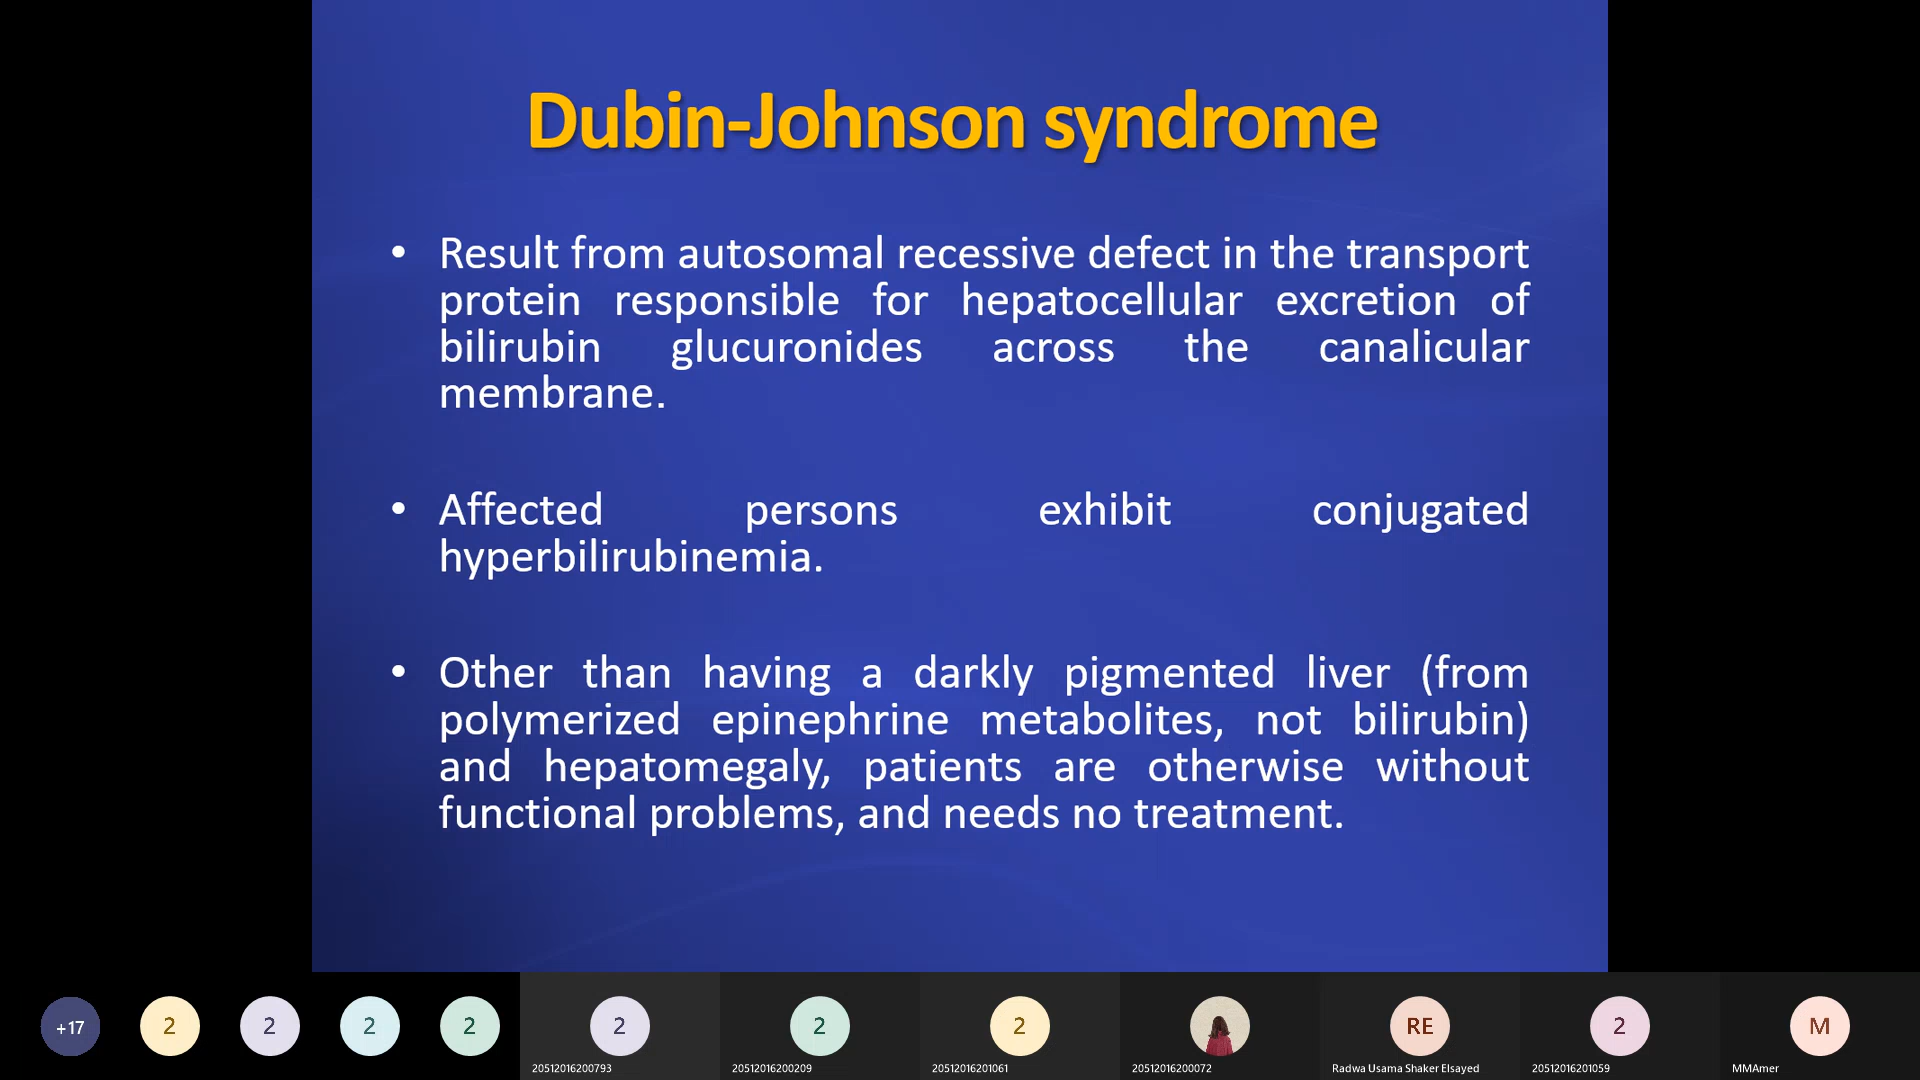 Dubin-Johnson syndrome
• Result from autosomal recessive defect in the transport
protein responsible for hepatocellular excretion of
bilirubin glucuronides across the canalicular
membrane.
• Affected persons exhibit conjugated
hyperbilirubinemia.
• Other than having a darkly pigmented liver (from
polymerized epinephrine metabolites, not bilirubin)
and hepatomegaly, patients are otherwise without
functional problems, and needs no treatment.
+17
2
2
2
2
2
2
2
RE
2
M
20512016200793
20512016200209
20512016201061
20512016200072
Radwa Usama Shaker Elsayed
20512016201059
MMAmer